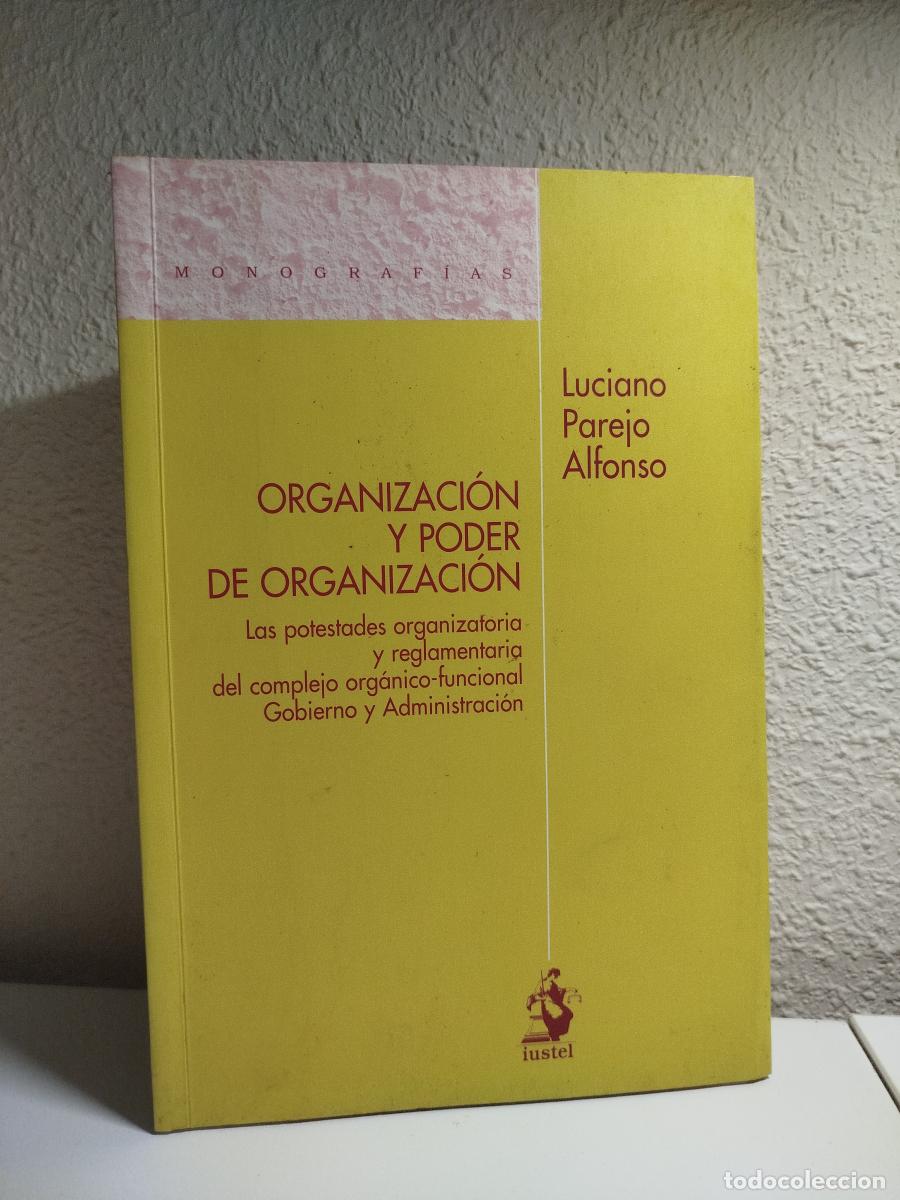 MONOGRAFÍAS
Luciano
Parejo
Alfonso
ORGANIZACIÓN
Y PODER
DE ORGANIZACIÓN
Las potestades organizatoria
y reglamentaria
del complejo orgánico-funcional
Gobierno y Administración
iustel
todocoleccion